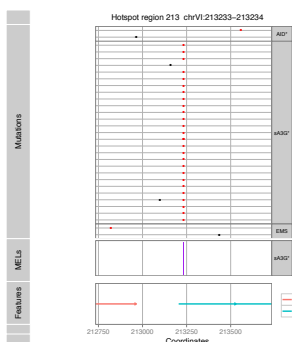 Hotspot region 213 chrVI:213233–213234
Mutations
AID*
sA3G*
EMS
MELs
sA3G*
Features
212750 213000 213250 213500
Coordinates